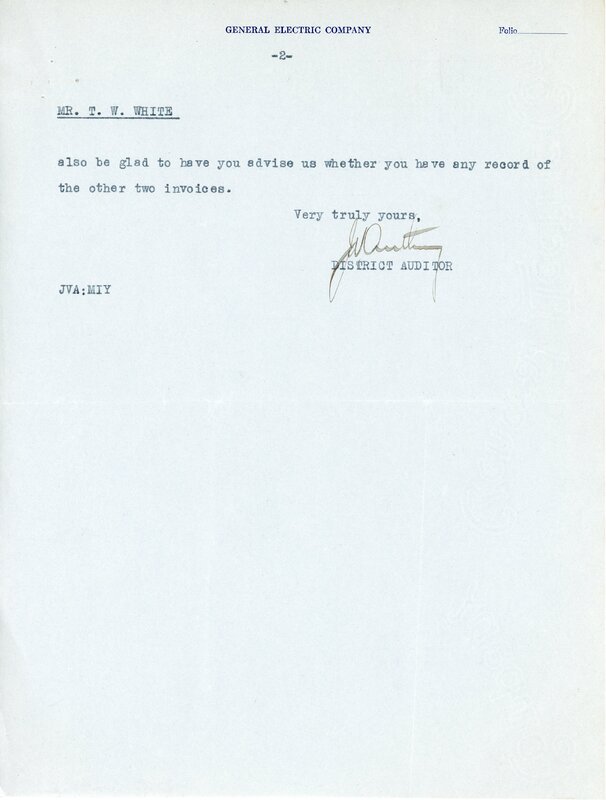 GENERAL ELECTRIC COMPANY
Folio
-2-
MR. T. W. WHITE
also be glad to have you advise us whether you have any record of
the other two invoices.
Very truly yours,
DISTRICT AUDITOR
JVA:MIY